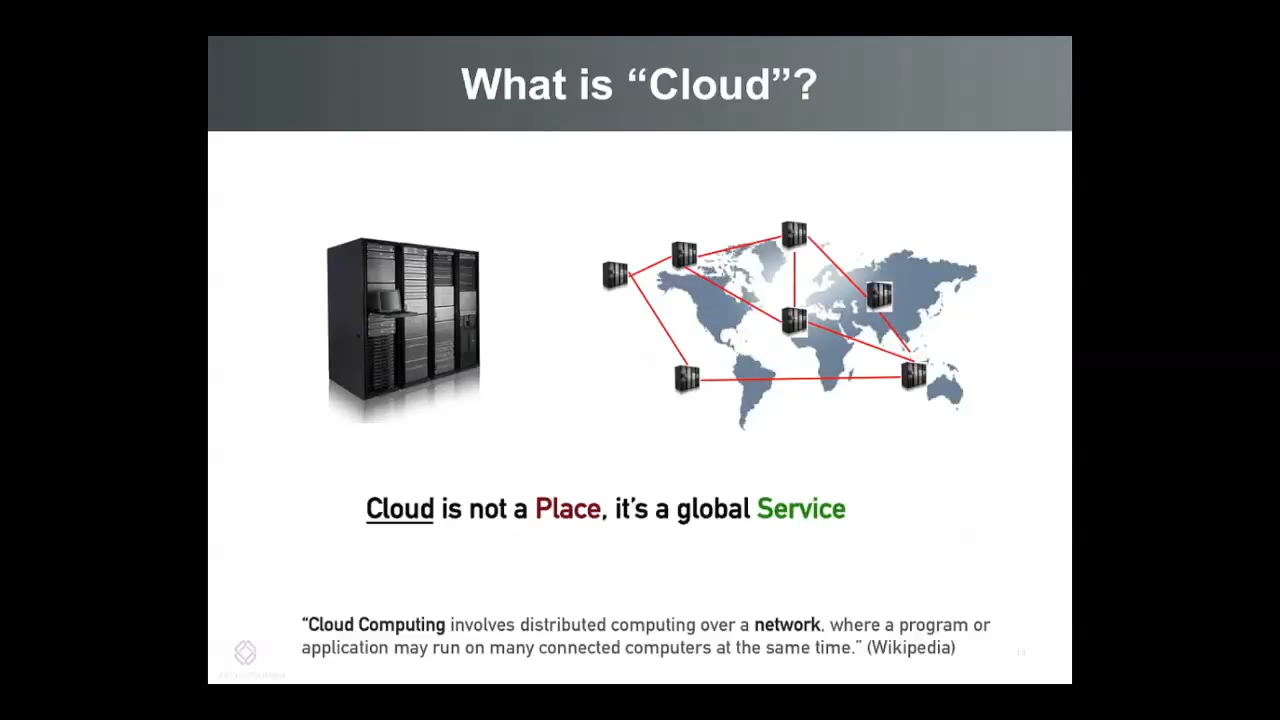 What is “Cloud”?
Cloud is not a Place, it’s a global Service
“Cloud Computing involves distributed computing over a network, where a program or
application may run on many connected computers at the same time.” (Wikipedia)